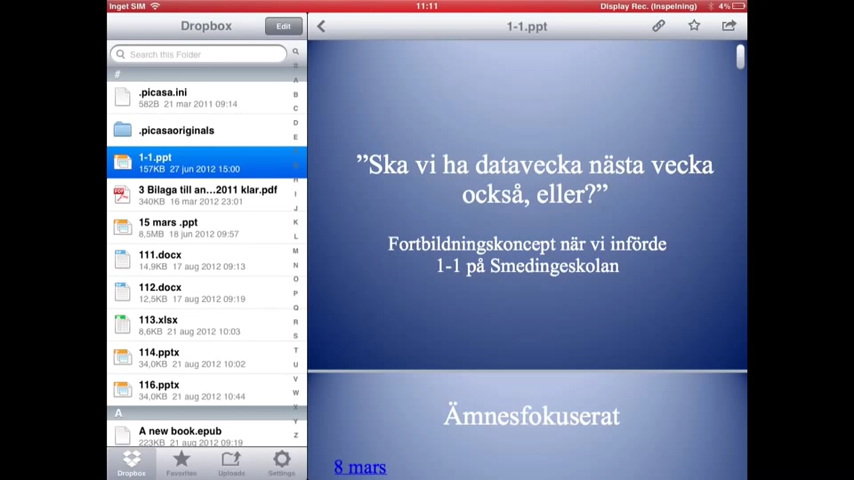 Inget SIM
11:11
Display Rec. (Inspelning)
4%
Dropbox
Edit
1-1.ppt
Search this Folder
#
.picasa.ini
582B 21 mar 2011 09:14
.picasaoriginals
1-1.ppt
157KB 27 jun 2012 15:00
3 Bilaga till an...2011 klar.pdf
340KB 16 mar 2012 23:01
15 mars .ppt
8,5MB 18 jun 2012 09:57
111.docx
14,9KB 17 aug 2012 09:13
112.docx
12,5KB 17 aug 2012 09:19
113.xlsx
8,6KB 21 aug 2012 10:03
114.pptx
34,0KB 21 aug 2012 10:02
116.pptx
34,0KB 21 aug 2012 10:44
A
A new book.epub
223KB 21 aug 2012 09:19
Dropbox
Favorites
Uploads
Settings
”Ska vi ha datavecka nästa vecka
också, eller?”
Fortbildningskoncept när vi införde
1-1 på Smedingeskolan
Ämnesfokuserat
8 mars